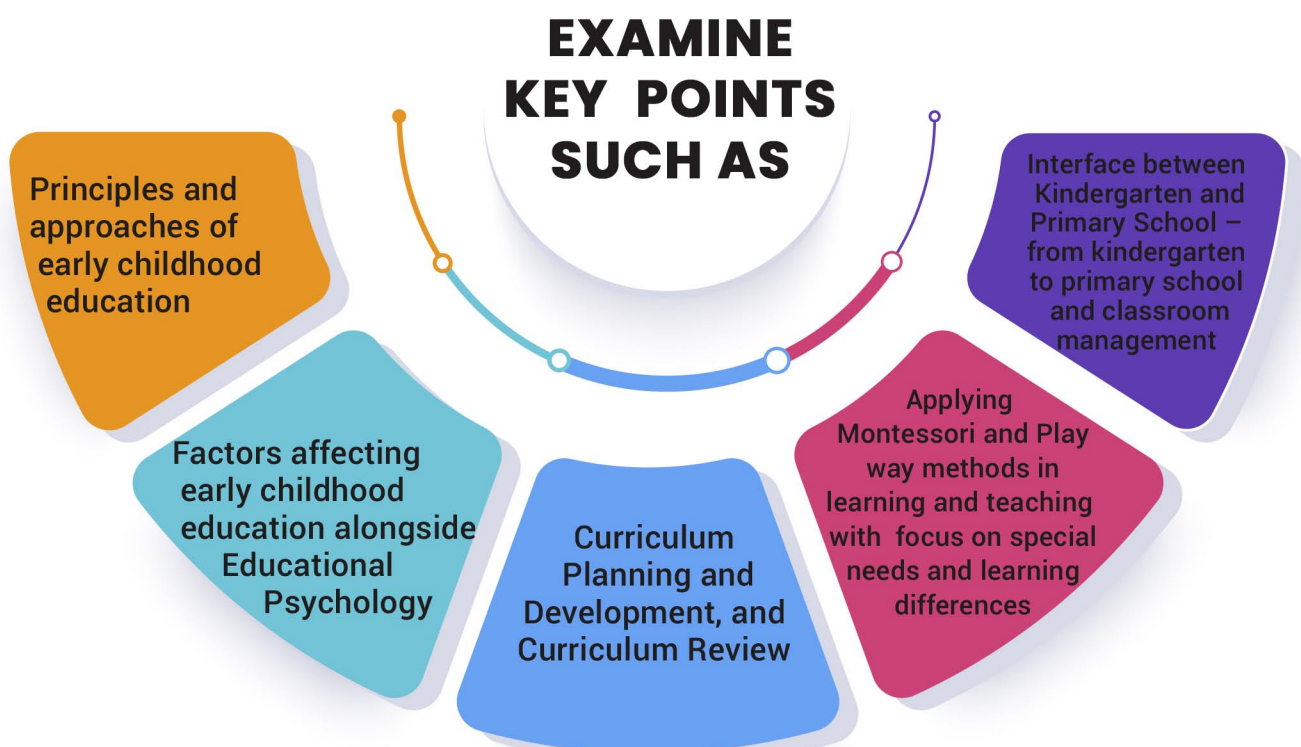 EXAMINE
KEY POINTS
SUCH AS
Principles and
approaches of
early childhood
education
Factors affecting
early childhood
education alongside
Educational
Psychology
Curriculum
Planning and
Development, and
Curriculum Review
Applying
Montessori and Play
way methods in
learning and teaching
with focus on special
needs and learning
differences
Interface between
Kindergarten and
Primary School –
from kindergarten
to primary school
and classroom
management